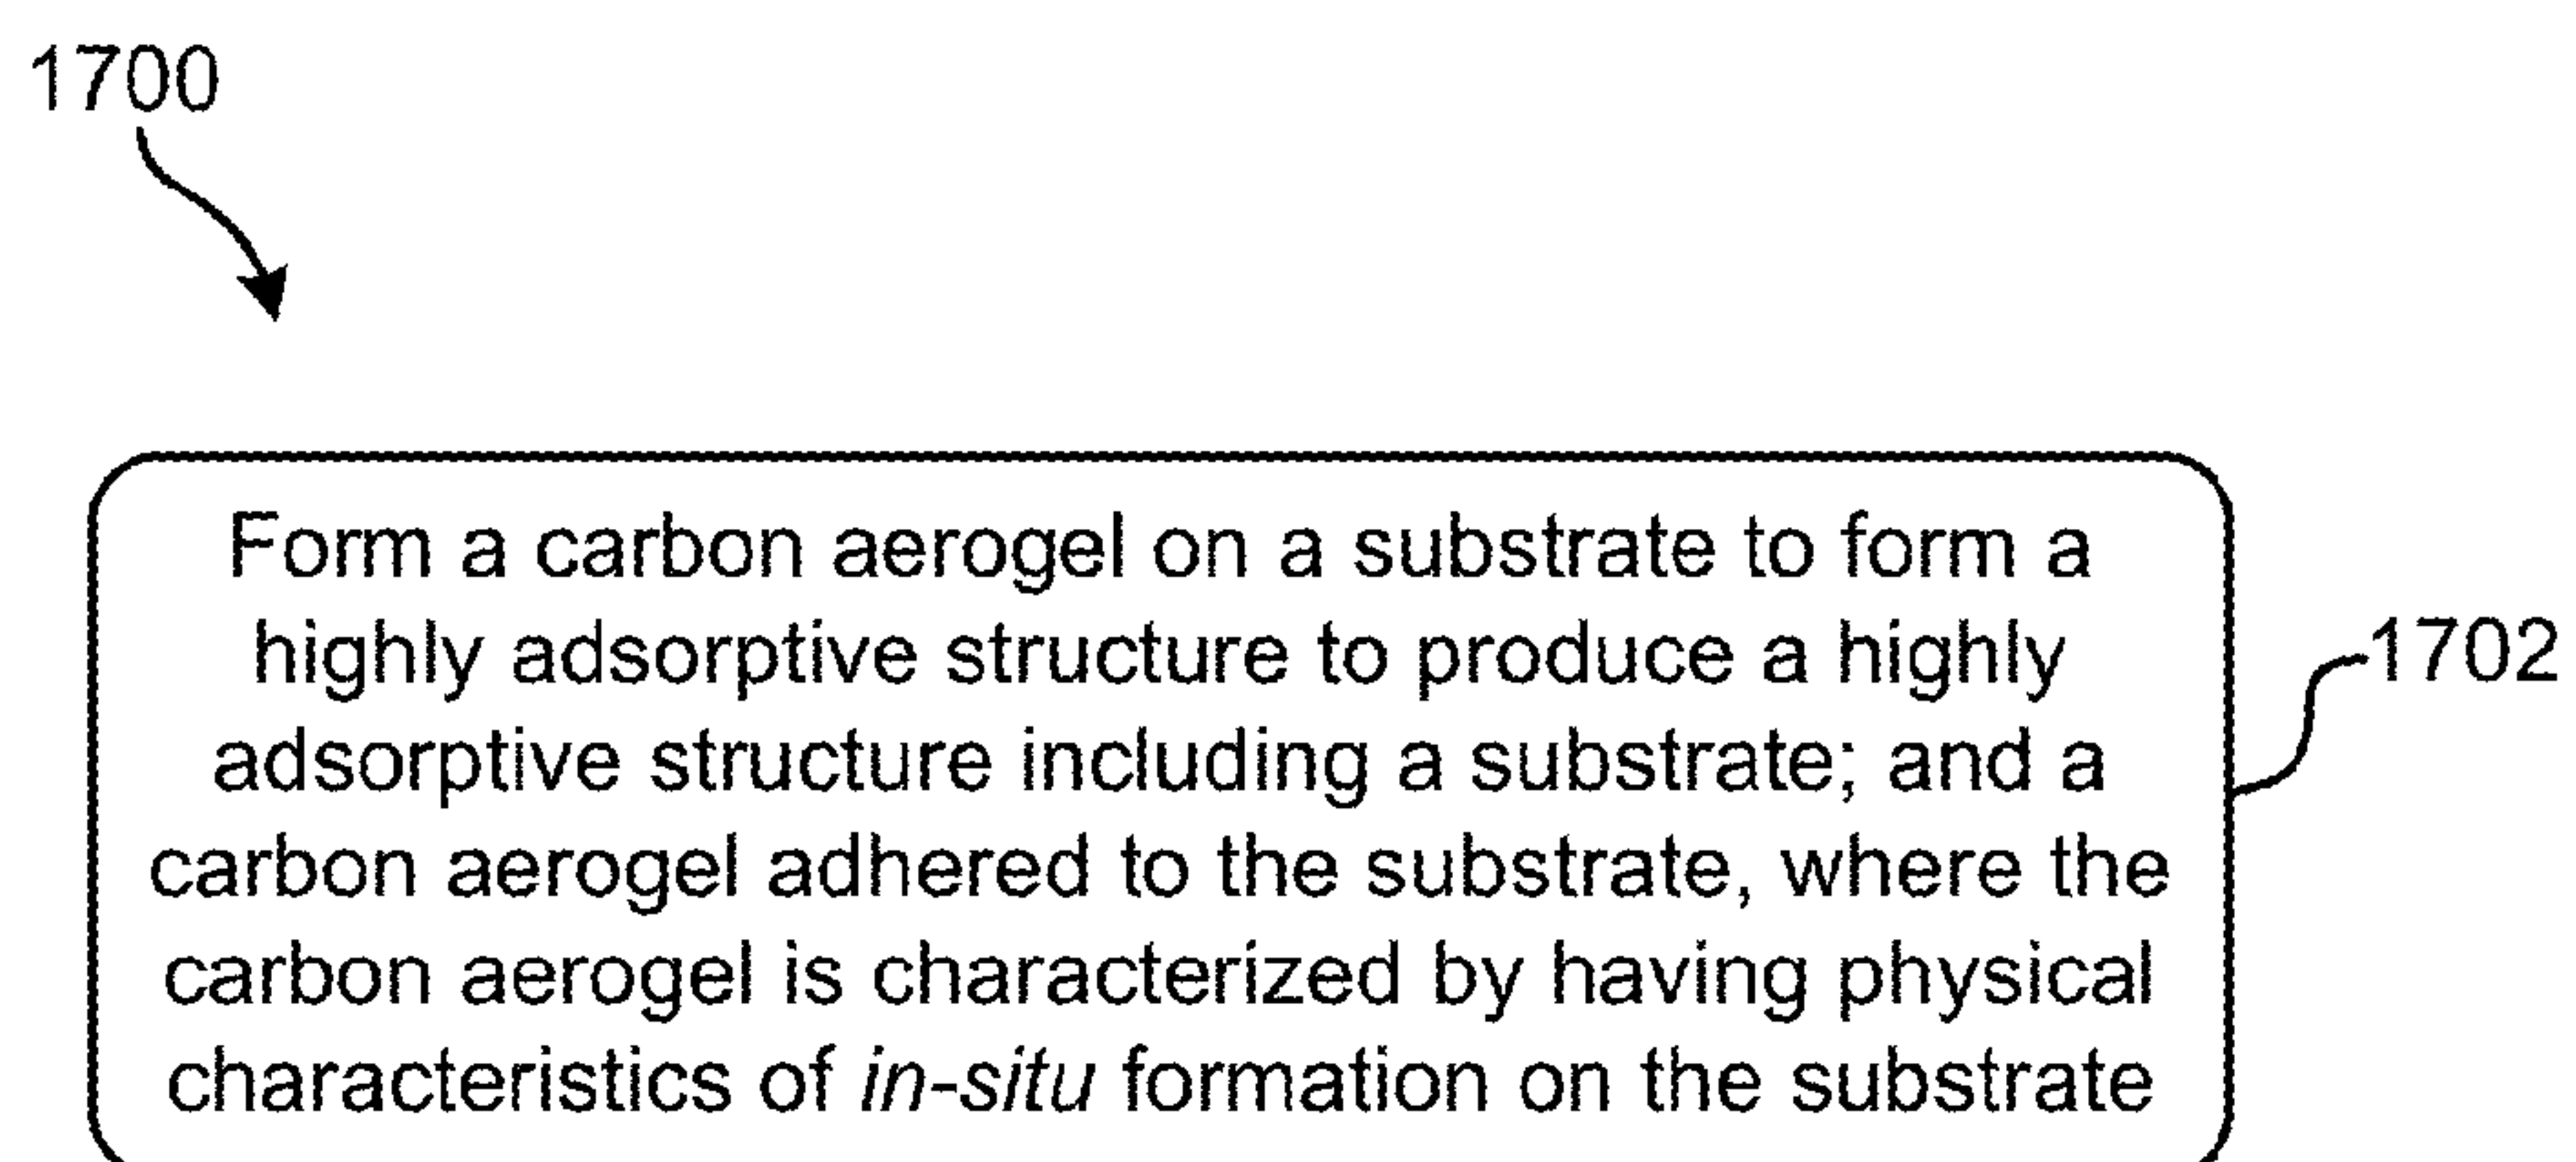 1700
Form a carbon aerogel on a substrate to form a
highly adsorptive structure to produce a highly
adsorptive structure including a substrate; and a
carbon aerogel adhered to the substrate, where the
carbon aerogel is characterized by having physical
characteristics of in-situ formation on the substrate
1702